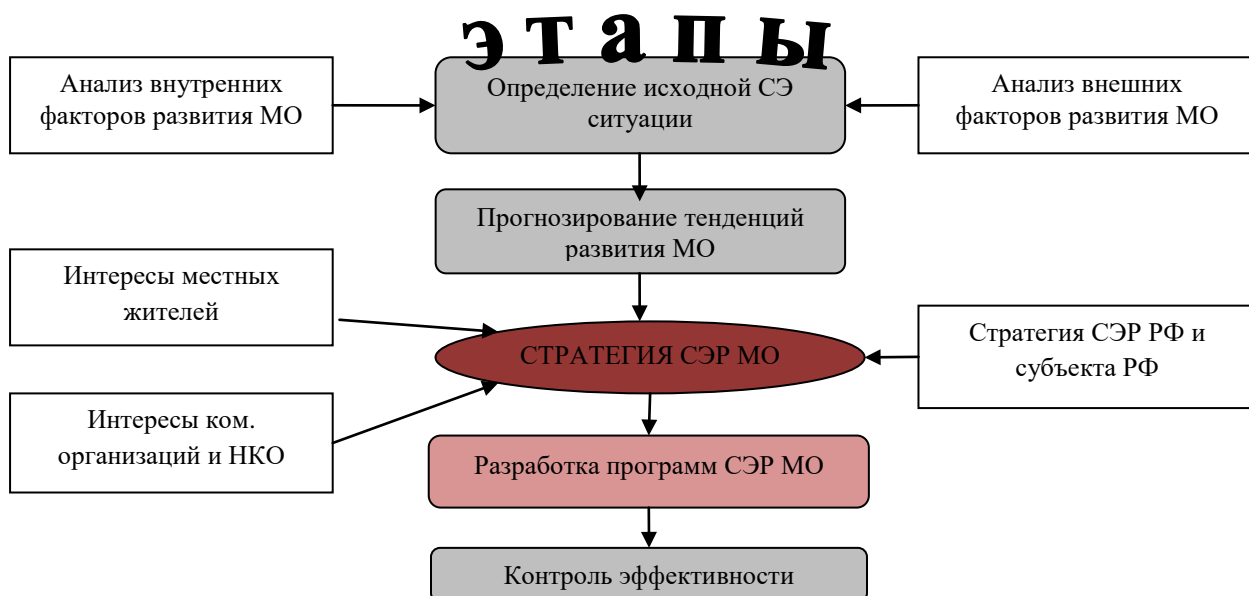 этапы
Анализ внутренних
факторов развития МО
Определение исходной СЭ
ситуации
Анализ внешних
факторов развития МО
Прогнозирование тенденций
развития МО
Интересы местных
жителей
СТРАТЕГИЯ СЭР МО
Стратегия СЭР РФ и
субъекта РФ
Интересы ком.
организаций и НКО
Разработка программ СЭР МО
Контроль эффективности